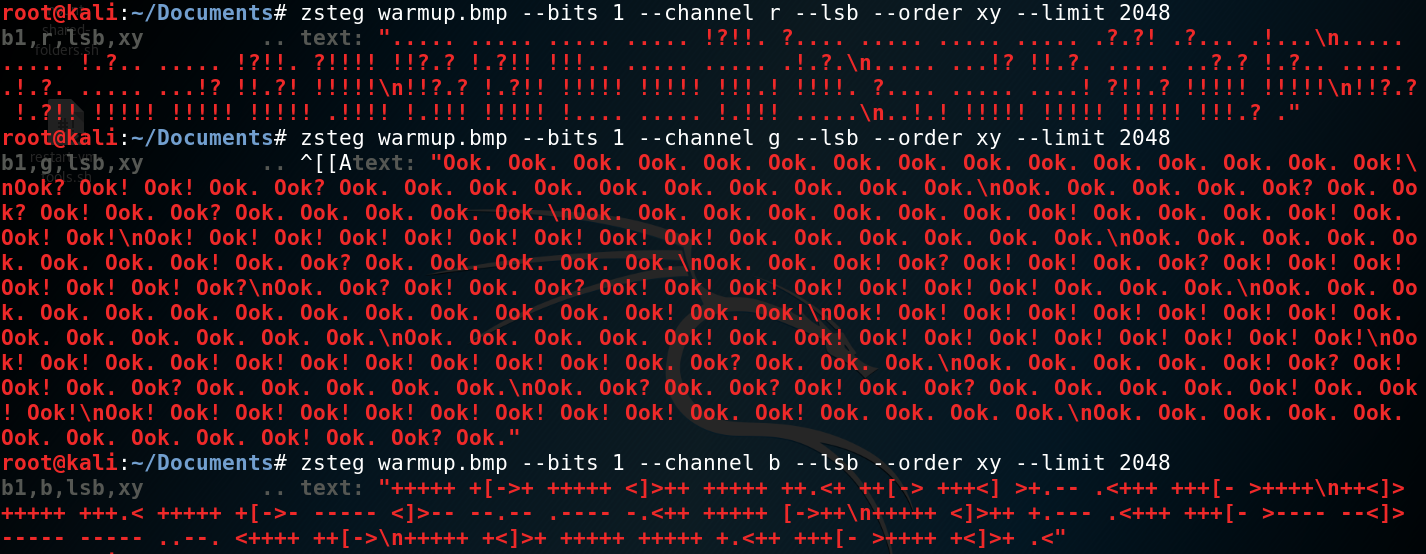 root@kali:~/Documents# zsteg warmup.bmp --bits 1 --channel r --lsb --order xy --limit 2048
b1,r,lsb,xy         .. text: "..... ..... ..... ..... !?!!. ?.... ..... ..... ..... .?.?! .?... .!...\n.....
..... !.?.. ..... !?!!. ?!!!! !!?.? !.?!! !!!.. ..... ..... .!.?.\n..... ...!? !!.?. ..... ..?.? !.?.. .....
.!.?. ..... ...!? !!.?! !!!!!\n!!?.? !.?!! !!!!! !!!!! !!!.! !!!!. ?.... ..... ....! ?!!.? !!!!! !!!!!\n!!?.?
 !.?!! !!!!! !!!!! !!!!! .!!!! !.!!! !!!!! !.... ..... !.!!! .....\n..!.! !!!!! !!!!! !!!!! !!!.? ."
root@kali:~/Documents# zsteg warmup.bmp --bits 1 --channel g --lsb --order xy --limit 2048
b1,g,lsb,xy         .. ^[[Atext: "Ook. Ook. Ook. Ook. Ook. Ook. Ook. Ook. Ook. Ook. Ook. Ook. Ook. Ook. Ook!\
nOok? Ook! Ook! Ook. Ook? Ook. Ook. Ook. Ook. Ook. Ook. Ook. Ook. Ook. Ook.\nOok. Ook. Ook. Ook. Ook? Ook. Oo
k? Ook! Ook. Ook? Ook. Ook. Ook. Ook. Ook.\nOok. Ook. Ook. Ook. Ook. Ook. Ook. Ook! Ook. Ook. Ook. Ook! Ook.
Ook! Ook!\nOok! Ook! Ook! Ook! Ook! Ook! Ook! Ook! Ook! Ook. Ook. Ook. Ook. Ook. Ook.\nOok. Ook. Ook. Ook. Oo
k. Ook. Ook. Ook! Ook. Ook? Ook. Ook. Ook. Ook. Ook.\nOok. Ook. Ook! Ook? Ook! Ook! Ook. Ook? Ook! Ook! Ook!
Ook! Ook! Ook! Ook?\nOok. Ook? Ook! Ook. Ook? Ook! Ook! Ook! Ook! Ook! Ook! Ook! Ook. Ook. Ook.\nOok. Ook. Oo
k. Ook. Ook. Ook. Ook. Ook. Ook. Ook. Ook! Ook. Ook!\nOok! Ook! Ook! Ook! Ook! Ook! Ook! Ook! Ook.
Ook. Ook. Ook. Ook. Ook. Ook.\nOok. Ook. Ook. Ook. Ook! Ook. Ook. Ook! Ook! Ook! Ook! Ook! Ook! Ook! Ook!\nOo
k! Ook! Ook. Ook! Ook! Ook! Ook! Ook! Ook! Ook! Ook. Ook? Ook. Ook. Ook.\nOok. Ook. Ook. Ook. Ook! Ook? Ook!
Ook! Ook. Ook? Ook. Ook. Ook. Ook. Ook.\nOok. Ook? Ook. Ook? Ook! Ook. Ook? Ook. Ook. Ook. Ook. Ook! Ook. Ook
! Ook!\nOok! Ook! Ook! Ook! Ook! Ook! Ook! Ook! Ook! Ook. Ook! Ook. Ook. Ook. Ook.\nOok. Ook. Ook. Ook. Ook.
Ook. Ook. Ook. Ook. Ook! Ook. Ook? Ook."
root@kali:~/Documents# zsteg warmup.bmp --bits 1 --channel b --lsb --order xy --limit 2048
b1,b,lsb,xy         .. text: "+++++ +[->+ +++++ <]>++ +++++ ++.<+ ++[-> +++<] >+.-- .<+++ +++[- >++++\n++<]>
+++++ +++.< +++++ +[->- ----- <]>-- --.-- .---- -.<++ +++++ [->++\n+++++ <]>++ +.--- .<+++ +++[- >---- --<]>
----- ----- ..--. <++++ ++[->\n+++++ +<]>+ +++++ +++++ +.<++ +++[- >++++ +<]>+ .<"